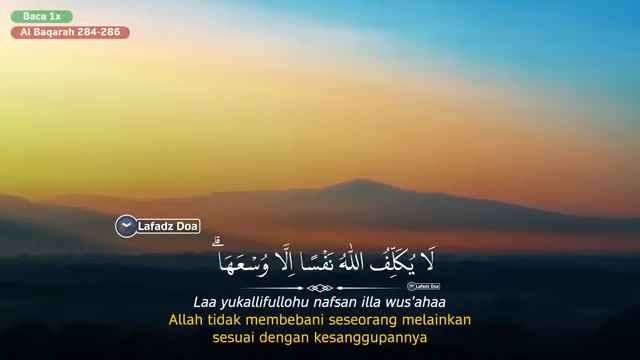 Baca 1x
Al Baqarah 284-286
Lafadz Doa
لَا يُكَلِّفُ اللّٰهُ نَفْسًا اِلَّا وُسْعَهَا ۗ
Lafadz Doa
Laa yukallifullohu nafsan illa wus'ahaa
Allah tidak membebani seseorang melainkan
sesuai dengan kesanggupannya